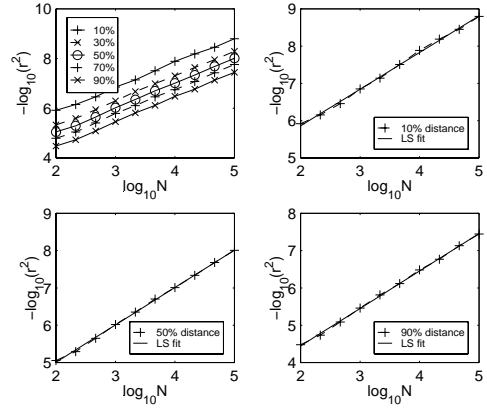 10
8
6
4
−log10(r²)
2 3 4 5
log10N
10%
30%
50%
70%
90%
9
8
7
6
5
−log10(r²)
2 3 4 5
log10N
10% distance
LS fit
9
8
7
6
5
−log10(r²)
2 3 4 5
log10N
50% distance
LS fit
8
7
6
5
4
−log10(r²)
2 3 4 5
log10N
90% distance
LS fit